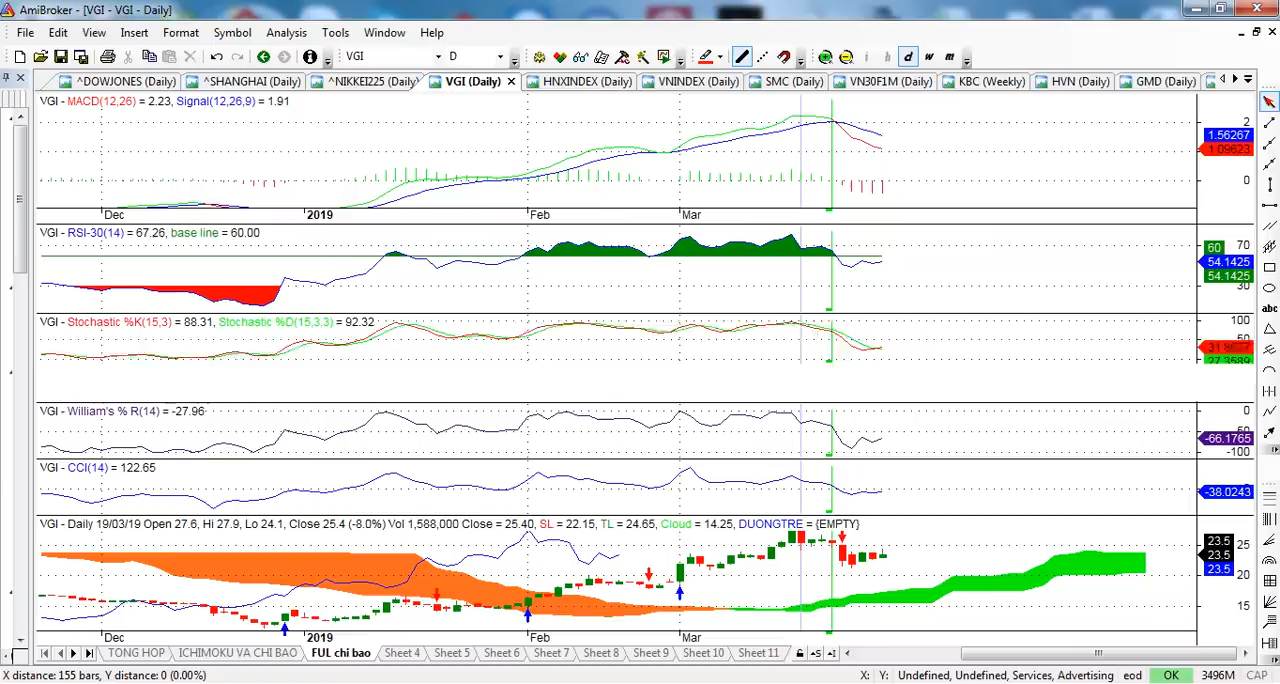 AmiBroker - [VGI - VGI - Daily]
File Edit View Insert Format Symbol Analysis Tools Window Help
VGI D i h d w m
^DOWJONES (Daily) ^SHANGHAI (Daily) ^NIKKEI225 (Daily) VGI (Daily) HNXINDEX (Daily) VNINDEX (Daily) SMC (Daily) VN30F1M (Daily) KBC (Weekly) HVN (Daily) GMD (Daily)
VGI - MACD(12,26) = 2.23, Signal(12,26,9) = 1.91
2
1.56267
1.09623
0
Dec 2019 Feb Mar
VGI - RSI-30(14) = 67.26, base line = 60.00
60 70
54.1425
54.1425
30
VGI - Stochastic %K(15,3) = 88.31, Stochastic %D(15,3,3) = 92.32
100
50
VGI - William's % R(14) = -27.96
0
-66.1765
-100
VGI - CCI(14) = 122.65
-38.0243
VGI - Daily 19/03/19 Open 27.6, Hi 27.9, Lo 24.1, Close 25.4 (-8.0%) Vol 1,588,000 Close = 25.40, SL = 22.15, TL = 24.65, Cloud = 14.25, DUONGTRE = {EMPTY}
23.5
25
23.5
23.5
20
15
Dec 2019 Feb Mar
TONG HOP ICHIMOKU VA CHI BAO FUL chi bao Sheet 4 Sheet 5 Sheet 6 Sheet 7 Sheet 8 Sheet 9 Sheet 10 Sheet 11
X distance: 155 bars, Y distance: 0 (0.00%) X: Y: Undefined, Undefined, Services, Advertising eod OK 3496M CAP
abc